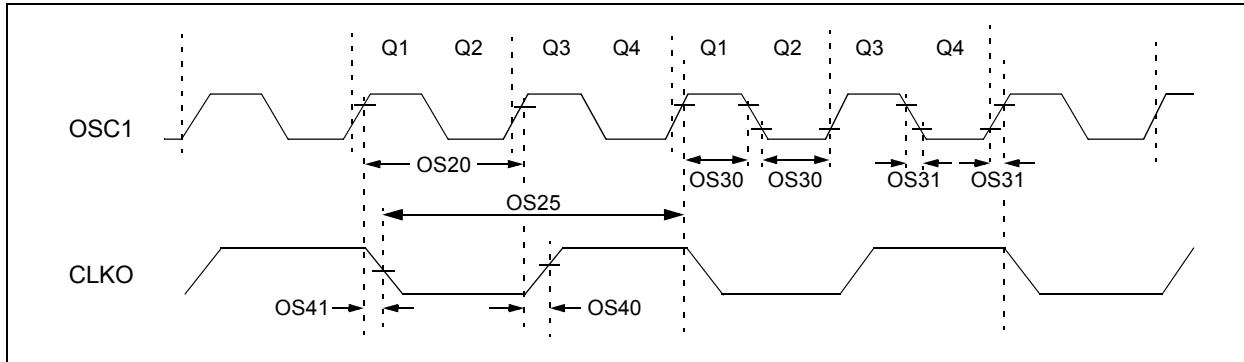 Q1 Q2 Q3 Q4 Q1 Q2 Q3 Q4
OSC1
OS20
OS30 OS30 OS31 OS31
OS25
CLKO
OS41 OS40